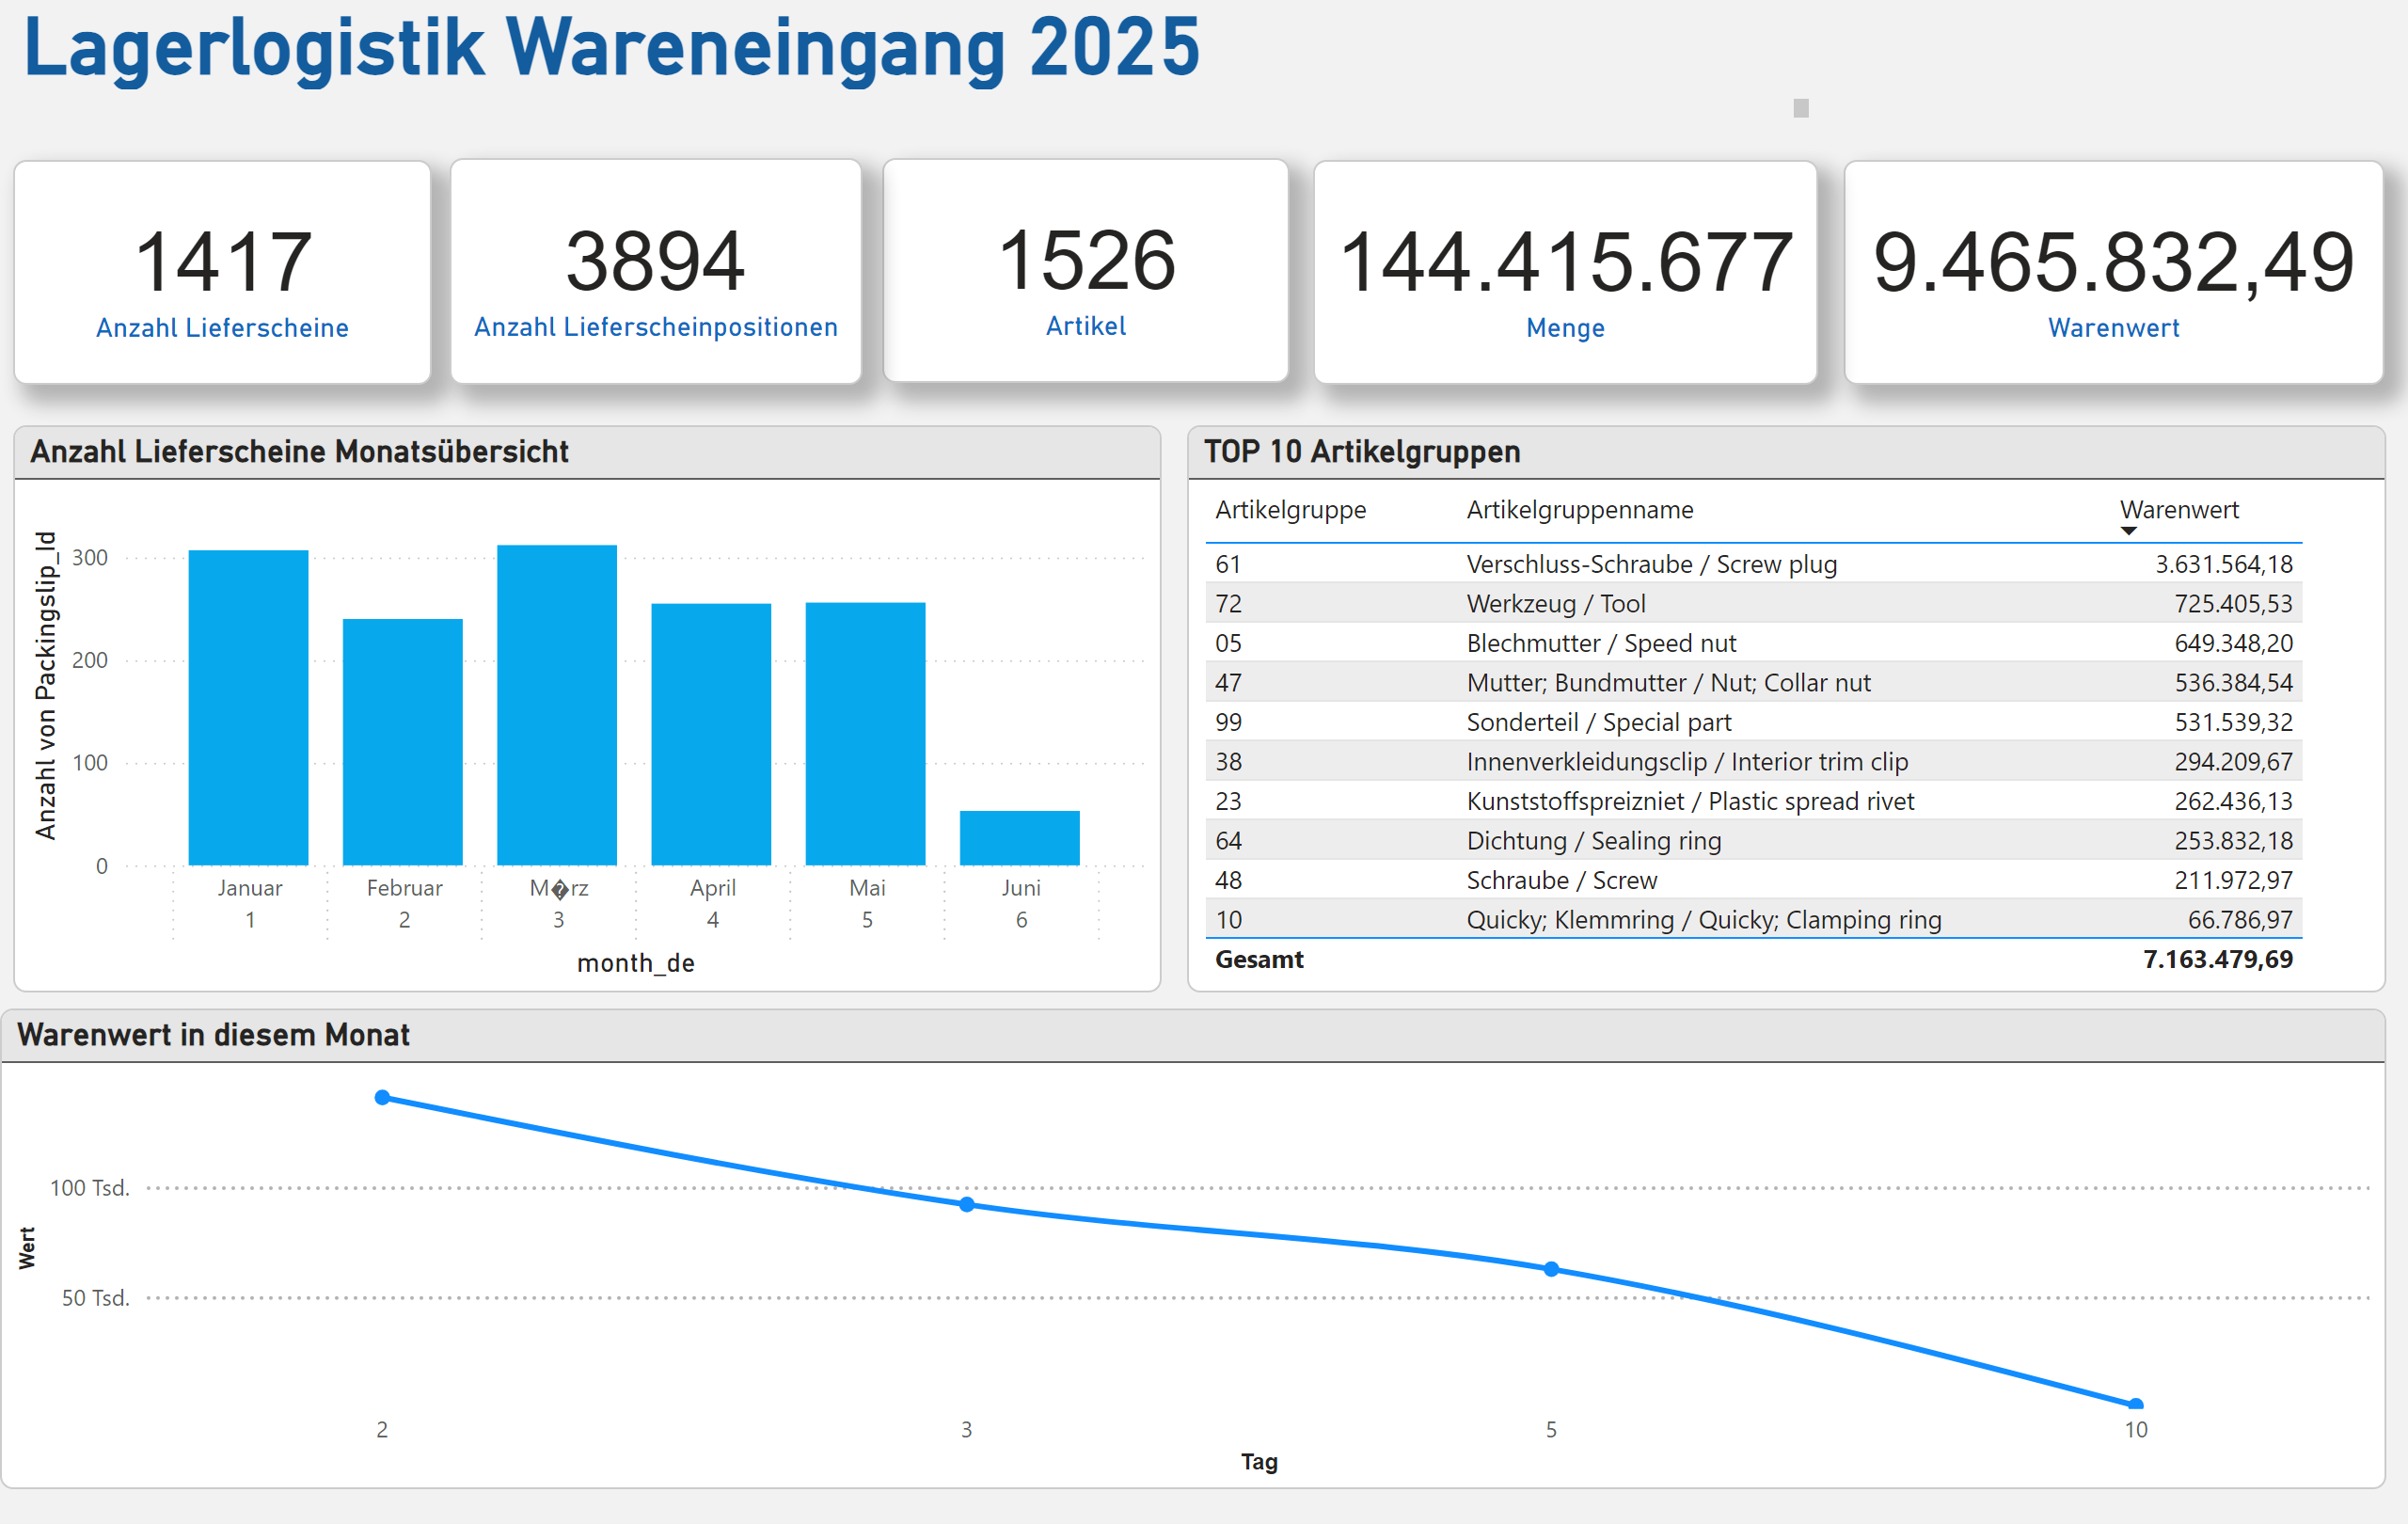 Lagerlogistik Wareneingang 2025
1417
Anzahl Lieferscheine
3894
Anzahl Lieferscheinpositionen
1526
Artikel
144.415.677
Menge
9.465.832,49
Warenwert
Anzahl Lieferscheine Monatsübersicht
Anzahl von Packingslip_Id
300
200
100
0
Januar Februar M�rz April Mai Juni
1 2 3 4 5 6
month_de
TOP 10 Artikelgruppen
Artikelgruppe Artikelgruppenname Warenwert
61 Verschluss-Schraube / Screw plug 3.631.564,18
72 Werkzeug / Tool 725.405,53
05 Blechmutter / Speed nut 649.348,20
47 Mutter; Bundmutter / Nut; Collar nut 536.384,54
99 Sonderteil / Special part 531.539,32
38 Innenverkleidungsclip / Interior trim clip 294.209,67
23 Kunststoffspreizniet / Plastic spread rivet 262.436,13
64 Dichtung / Sealing ring 253.832,18
48 Schraube / Screw 211.972,97
10 Quicky; Klemmring / Quicky; Clamping ring 66.786,97
Gesamt 7.163.479,69
Warenwert in diesem Monat
Wert
100 Tsd.
50 Tsd.
2 3 5 10
Tag